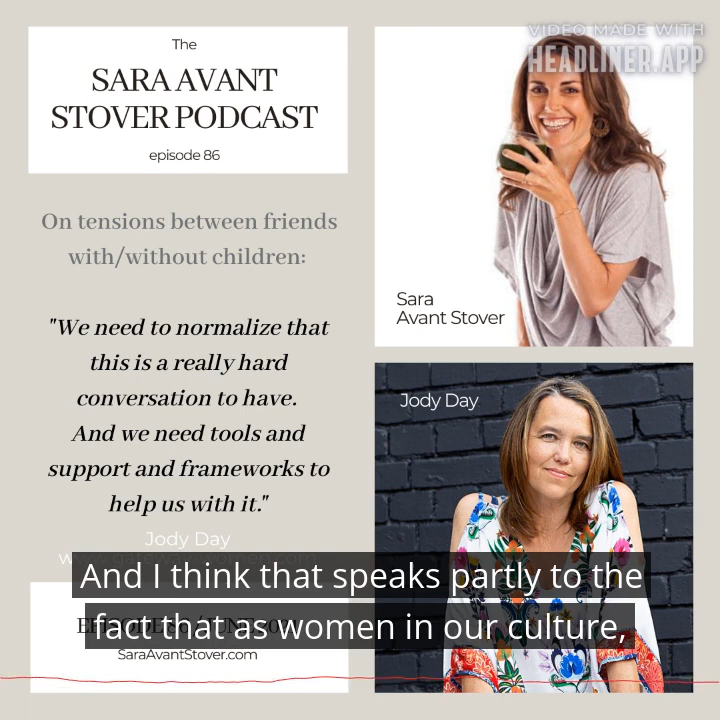 The
SARA AVANT
STOVER PODCAST
episode 86
VIDEO MADE WITH
HEADLINER.APP
On tensions between friends
with/without children:
"We need to normalize that
this is a really hard
conversation to have.
And we need tools and
support and frameworks to
help us with it."
Jody Day
Sara
Avant Stover
Jody Day
And I think that speaks partly to the
fact that as women in our culture,
SaraAvantStover.com